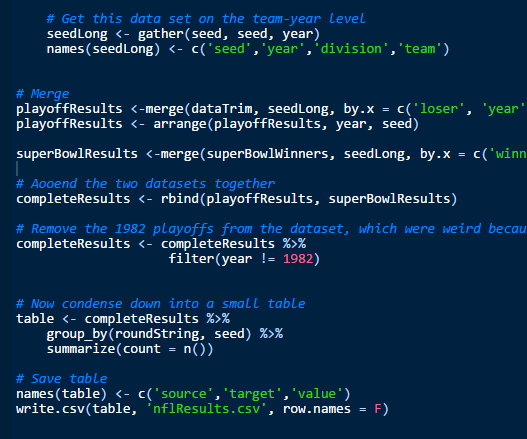 # Get this data set on the team-year level
seedLong <- gather(seed, seed, year)
names(seedLong) <- c('seed','year','division','team')
# Merge
playoffResults <-merge(dataTrim, seedLong, by.x = c('loser', 'year'
playoffResults <- arrange(playoffResults, year, seed)
superBowlResults <-merge(superBowlWinners, seedLong, by.x = c('winn
# Aooend the two datasets together
completeResults <- rbind(playoffResults, superBowlResults)
# Remove the 1982 playoffs from the dataset, which were weird becau
completeResults <- completeResults %>%
filter(year != 1982)
# Now condense down into a small table
table <- completeResults %>%
group_by(roundString, seed) %>%
summarize(count = n())
# Save table
names(table) <- c('source','target','value')
write.csv(table, 'nflResults.csv', row.names = F)